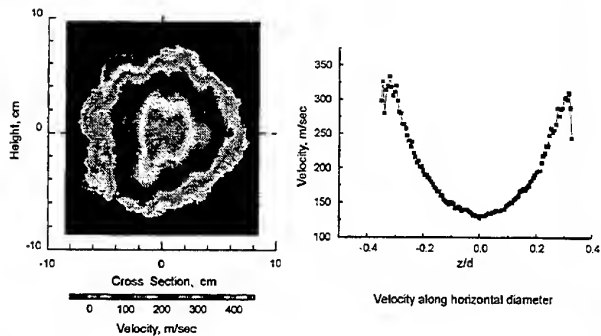 10
0
-10
Height, cm
-10 0 10
Cross Section, cm
0 100 200 300 400
Velocity, m/sec
350
300
250
200
150
100
Velocity, m/sec
-0.4 -0.2 0.0 0.2 0.4
z/d
Velocity along horizontal diameter